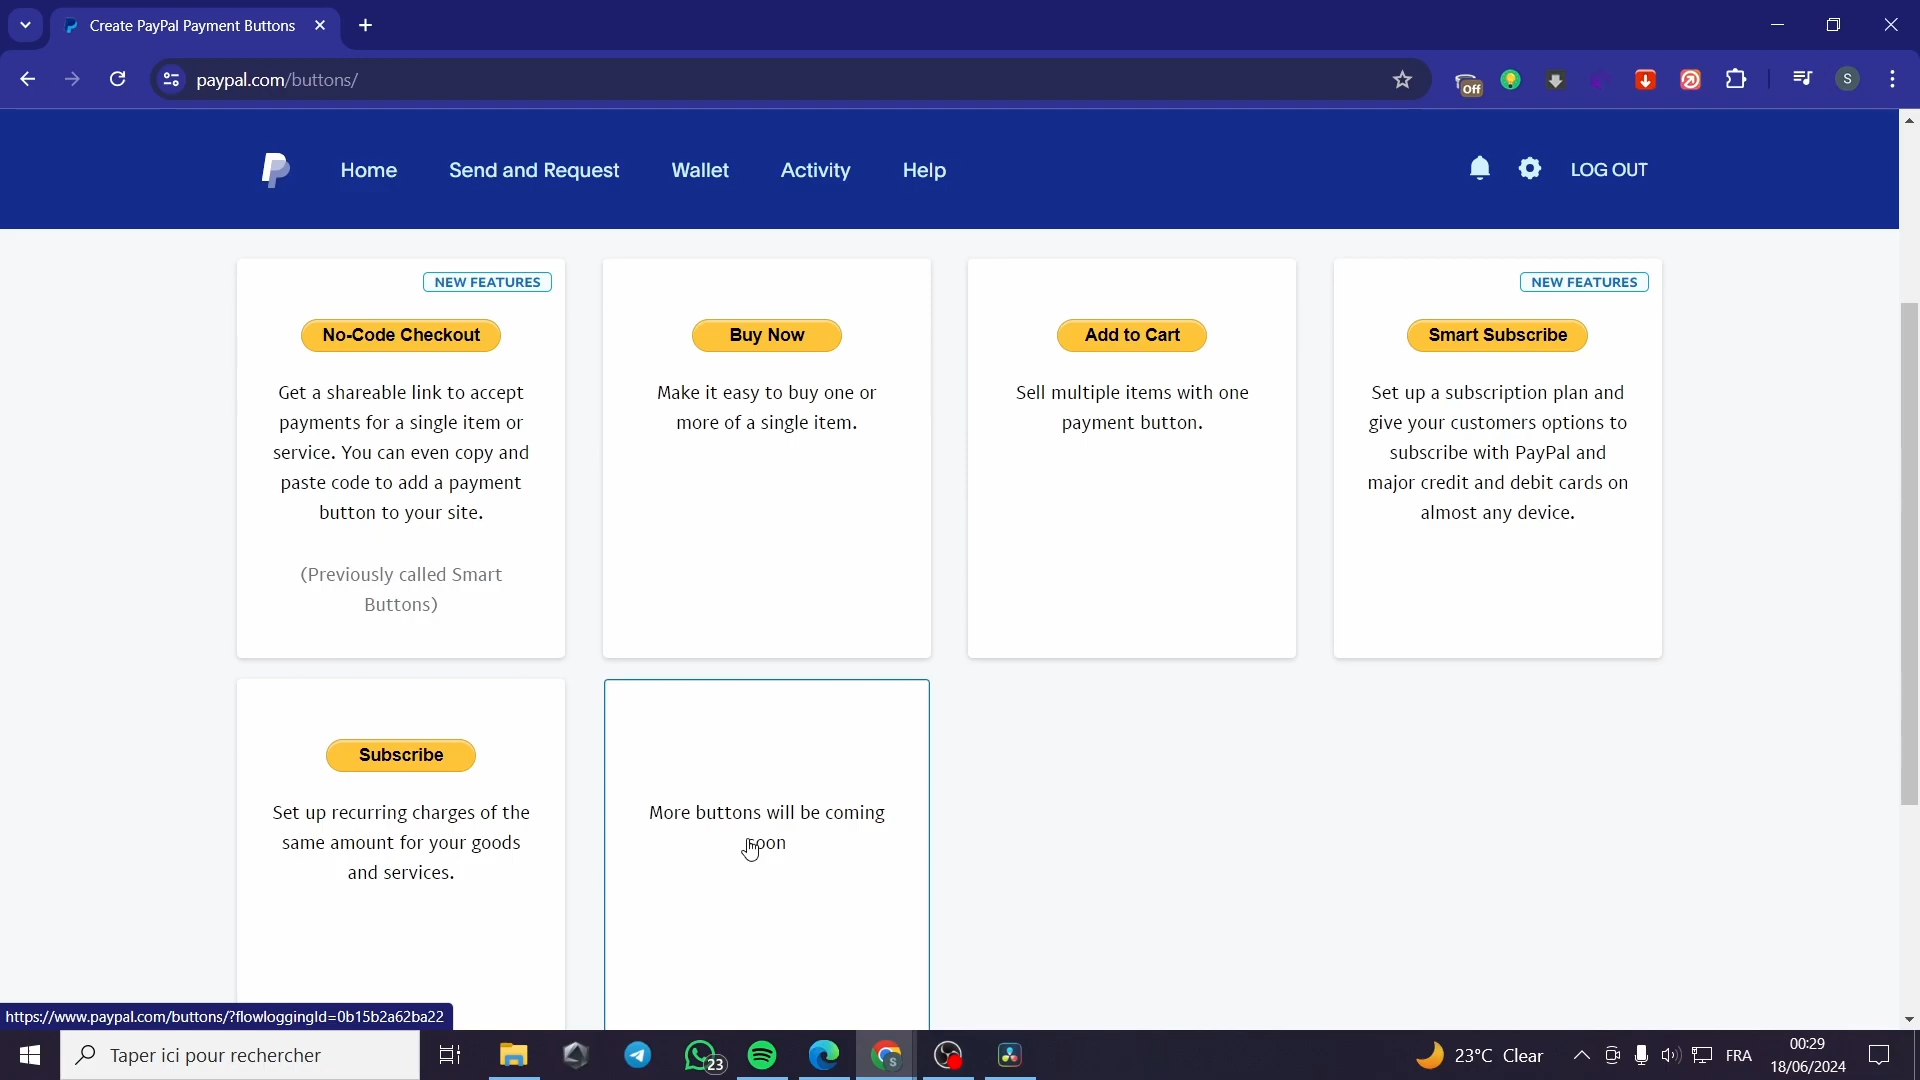 Create PayPal Payment Buttons
paypal.com/buttons/
Off
S
Home
Send and Request
Wallet
Activity
Help
LOG OUT
NEW FEATURES
No-Code Checkout
Get a shareable link to accept
payments for a single item or
service. You can even copy and
paste code to add a payment
button to your site.
(Previously called Smart
Buttons)
Buy Now
Make it easy to buy one or
more of a single item.
Add to Cart
Sell multiple items with one
payment button.
NEW FEATURES
Smart Subscribe
Set up a subscription plan and
give your customers options to
subscribe with PayPal and
major credit and debit cards on
almost any device.
Subscribe
Set up recurring charges of the
same amount for your goods
and services.
More buttons will be coming
soon
https://www.paypal.com/buttons/?flowloggingId=0b15b2a62ba22
Taper ici pour rechercher
23
S
23°C Clear
FRA
00:29
18/06/2024